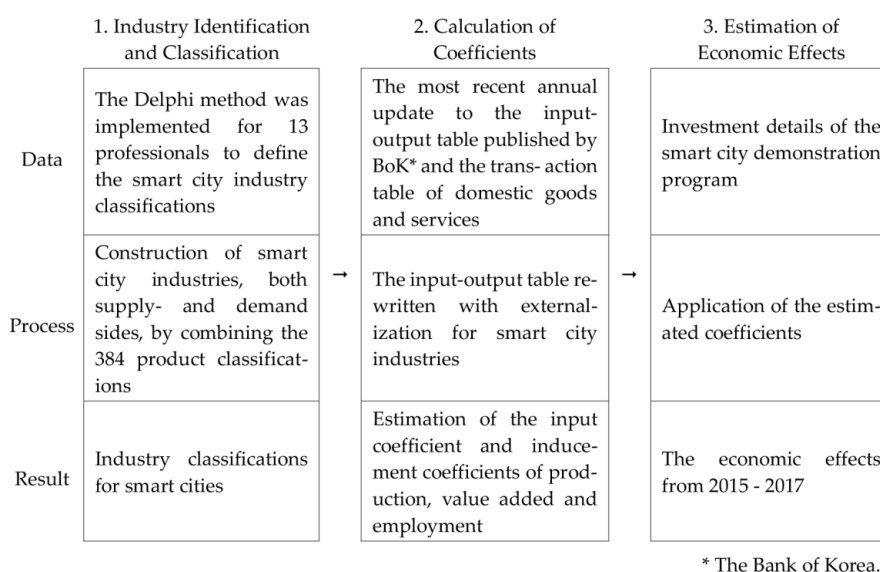 1. Industry Identification
and Classification
2. Calculation of
Coefficients
3. Estimation of
Economic Effects
Data
The Delphi method was
implemented for 13
professionals to define
the smart city industry
classifications
The most recent annual
update to the input-
output table published by
BoK* and the trans- action
table of domestic goods
and services
Investment details of the
smart city demonstration
program
Process
Construction of smart
city industries, both
supply- and demand
sides, by combining the
384 product classificat-
ions
→
The input-output table re-
written with external-
ization for smart city
industries
→
Application of the estim-
ated coefficients
Result
Industry classifications
for smart cities
Estimation of the input
coefficient and induce-
ment coefficients of prod-
uction, value added and
employment
The economic effects
from 2015 - 2017
* The Bank of Korea.